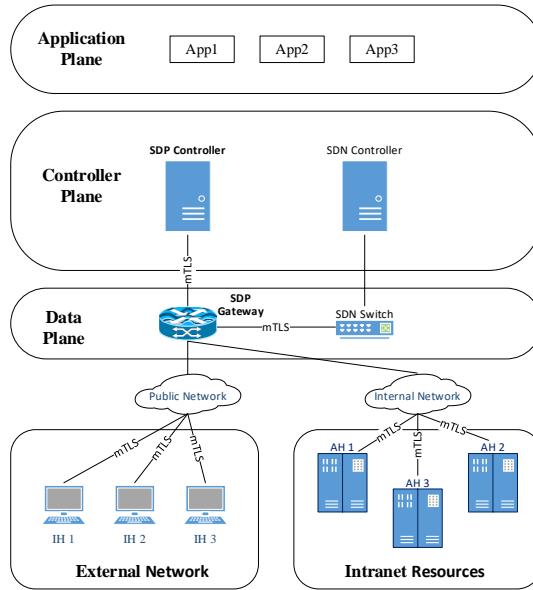 Application
Plane
App1
App2
App3
Controller
Plane
SDP Controller
SDN Controller
mTLS
Data
Plane
SDP
Gateway
mTLS
SDN Switch
Public Network
Internal Network
mTLS
mTLS
mTLS
mTLS
mTLS
mTLS
AH 1
AH 2
AH 3
IH 1
IH 2
IH 3
External Network
Intranet Resources